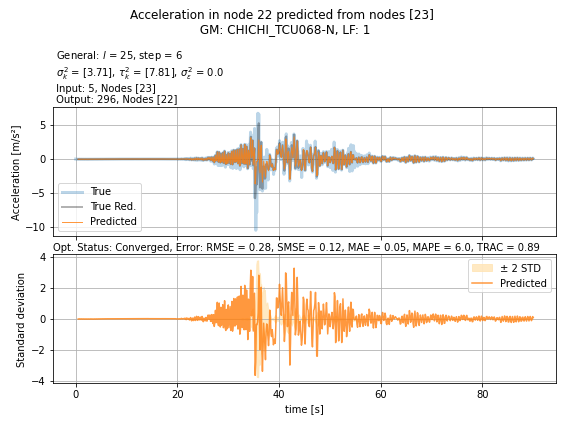 Acceleration in node 22 predicted from nodes [23]
GM: CHICHI_TCU068-N, LF: 1
General: l = 25, step = 6
σ²ₖ = [3.71], τ²ₖ = [7.81], σ²ε = 0.0
Input: 5, Nodes [23]
Output: 296, Nodes [22]
Acceleration [m/s²]
5
0
−5
−10
True
True Red.
Predicted
Opt. Status: Converged, Error: RMSE = 0.28, SMSE = 0.12, MAE = 0.05, MAPE = 6.0, TRAC = 0.89
Standard deviation
4
2
0
−2
−4
± 2 STD
Predicted
0 20 40 60 80
time [s]